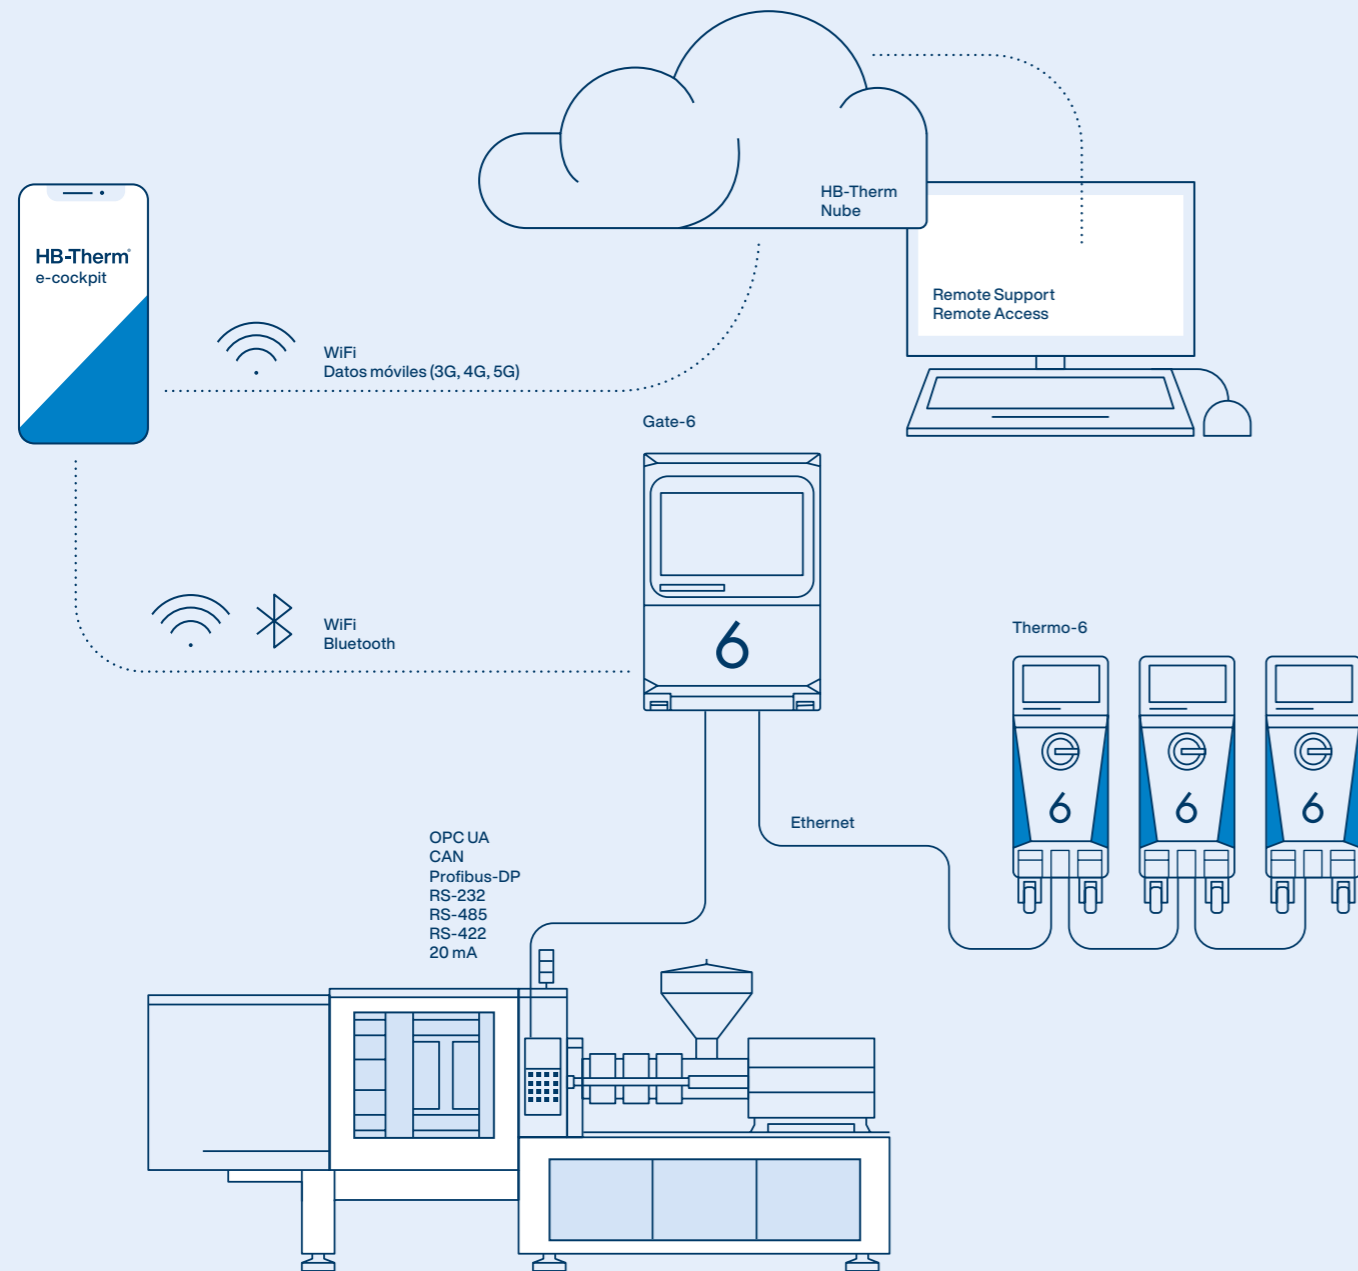 HB-Therm
Nube
HB-Therm®
e-cockpit
Remote Support
Remote Access
WiFi
Datos móviles (3G, 4G, 5G)
Gate-6
6
WiFi
Bluetooth
Thermo-6
6
6
6
Ethernet
OPC UA
CAN
Profibus-DP
RS-232
RS-485
RS-422
20 mA